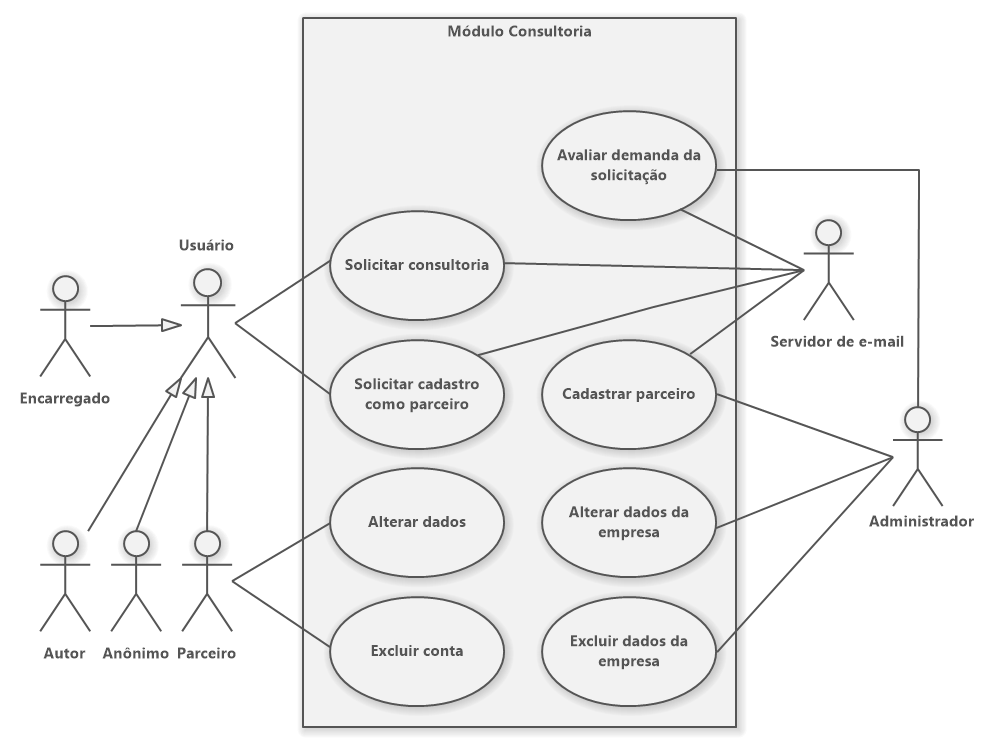 Módulo Consultoria
Avaliar demanda da
solicitação
Usuário
Solicitar consultoria
Servidor de e-mail
Encarregado
Solicitar cadastro
como parceiro
Cadastrar parceiro
Alterar dados
Alterar dados da
empresa
Administrador
Autor
Anônimo
Parceiro
Excluir conta
Excluir dados da
empresa